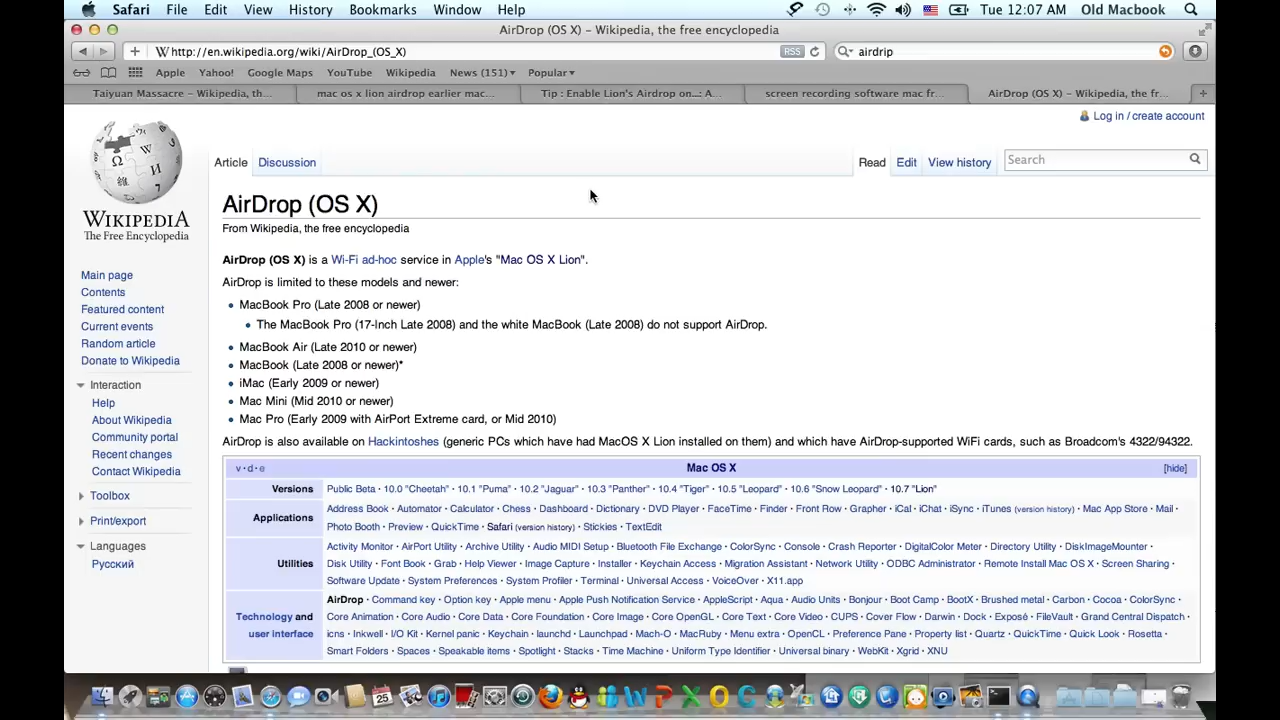 Safari File Edit View History Bookmarks Window Help Tue 12:07 AM Old Macbook
AirDrop (OS X) – Wikipedia, the free encyclopedia
W http://en.wikipedia.org/wiki/AirDrop_(OS_X) RSS airdrip
Apple Yahoo! Google Maps YouTube Wikipedia News (151) Popular
Taiyuan Massacre – Wikipedia, th... mac os x lion airdrop earlier mac... Tip : Enable Lion's Airdrop on...: A... screen recording software mac fr... AirDrop (OS X) – Wikipedia, the fr...
Log in / create account
Article Discussion Read Edit View history Search
WIKIPEDIA
The Free Encyclopedia
Main page
Contents
Featured content
Current events
Random article
Donate to Wikipedia
Interaction
Help
About Wikipedia
Community portal
Recent changes
Contact Wikipedia
Toolbox
Print/export
Languages
Русский
AirDrop (OS X)
From Wikipedia, the free encyclopedia
AirDrop (OS X) is a Wi-Fi ad-hoc service in Apple's "Mac OS X Lion".
AirDrop is limited to these models and newer:
• MacBook Pro (Late 2008 or newer)
• The MacBook Pro (17-Inch Late 2008) and the white MacBook (Late 2008) do not support AirDrop.
• MacBook Air (Late 2010 or newer)
• MacBook (Late 2008 or newer)*
• iMac (Early 2009 or newer)
• Mac Mini (Mid 2010 or newer)
• Mac Pro (Early 2009 with AirPort Extreme card, or Mid 2010)
AirDrop is also available on Hackintoshes (generic PCs which have had MacOS X Lion installed on them) and which have AirDrop-supported WiFi cards, such as Broadcom's 4322/94322.
v · d · e Mac OS X [hide]
Versions Public Beta · 10.0 "Cheetah" · 10.1 "Puma" · 10.2 "Jaguar" · 10.3 "Panther" · 10.4 "Tiger" · 10.5 "Leopard" · 10.6 "Snow Leopard" · 10.7 "Lion"
Applications Address Book · Automator · Calculator · Chess · Dashboard · Dictionary · DVD Player · FaceTime · Finder · Front Row · Grapher · iCal · iChat · iSync · iTunes (version history) · Mac App Store · Mail ·
Photo Booth · Preview · QuickTime · Safari (version history) · Stickies · TextEdit
Utilities Activity Monitor · AirPort Utility · Archive Utility · Audio MIDI Setup · Bluetooth File Exchange · ColorSync · Console · Crash Reporter · DigitalColor Meter · Directory Utility · DiskImageMounter ·
Disk Utility · Font Book · Grab · Help Viewer · Image Capture · Installer · Keychain Access · Migration Assistant · Network Utility · ODBC Administrator · Remote Install Mac OS X · Screen Sharing ·
Software Update · System Preferences · System Profiler · Terminal · Universal Access · VoiceOver · X11.app
Technology and user interface AirDrop · Command key · Option key · Apple menu · Apple Push Notification Service · AppleScript · Aqua · Audio Units · Bonjour · Boot Camp · BootX · Brushed metal · Carbon · Cocoa · ColorSync ·
Core Animation · Core Audio · Core Data · Core Foundation · Core Image · Core OpenGL · Core Text · Core Video · CUPS · Cover Flow · Darwin · Dock · Exposé · FileVault · Grand Central Dispatch ·
icns · Inkwell · I/O Kit · Kernel panic · Keychain · launchd · Launchpad · Mach-O · MacRuby · Menu extra · OpenCL · Preference Pane · Property list · Quartz · QuickTime · Quick Look · Rosetta ·
Smart Folders · Spaces · Speakable items · Spotlight · Stacks · Time Machine · Uniform Type Identifier · Universal binary · WebKit · Xgrid · XNU